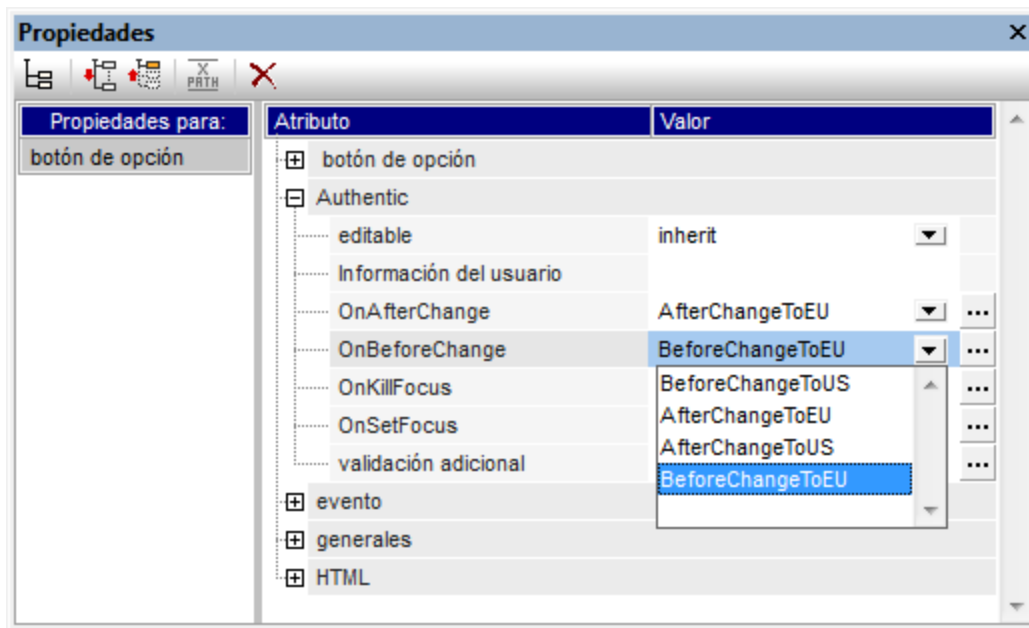 Propiedades
X
PATH
Propiedades para:
botón de opción
Atributo Valor
botón de opción
Authentic
editable inherit
Información del usuario
OnAfterChange AfterChangeToEU ...
OnBeforeChange BeforeChangeToEU ...
OnKillFocus BeforeChangeToUS ...
OnSetFocus AfterChangeToEU ...
AfterChangeToUS
validación adicional BeforeChangeToEU ...
evento
generales
HTML